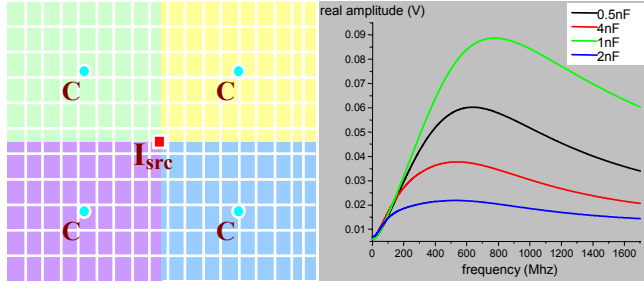 C
C
I_src
C
C
real amplitude (V)
0.5nF
4nF
1nF
2nF
0.09
0.08
0.07
0.06
0.05
0.04
0.03
0.02
0.01
0 200 400 600 800 1000 1200 1400 1600
frequency (Mhz)